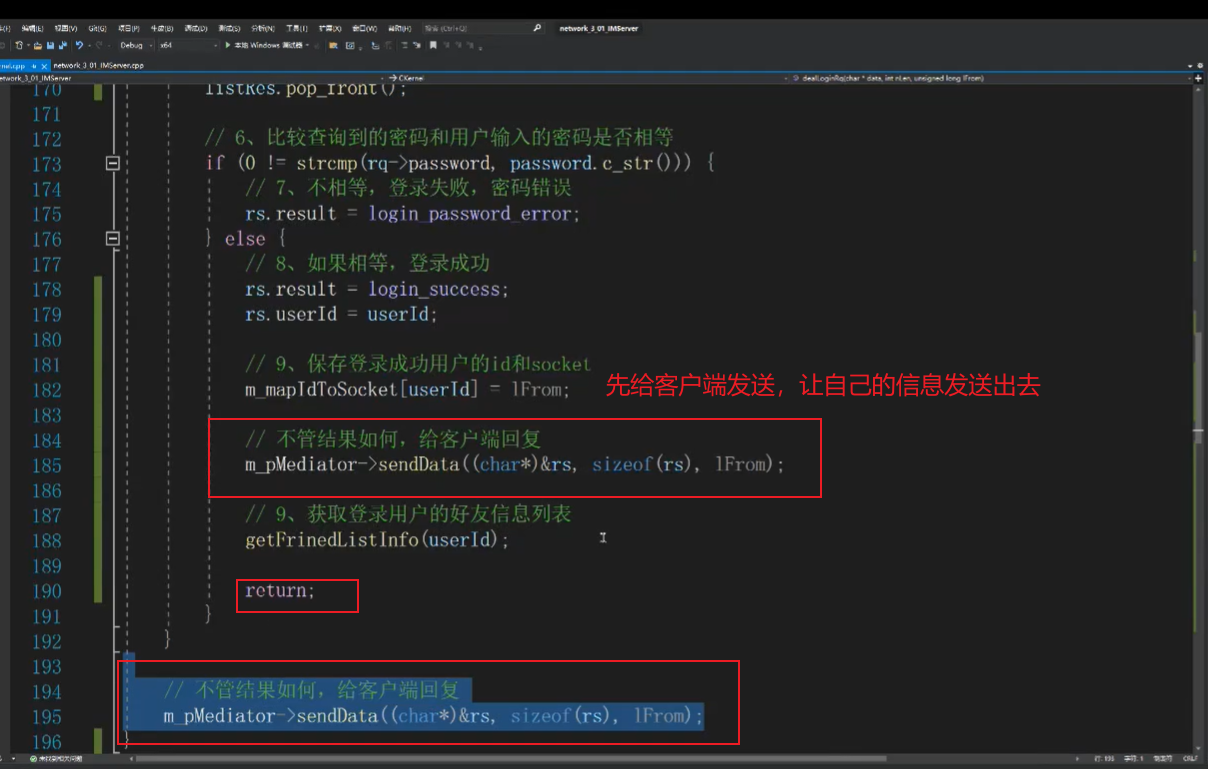 编辑(E) 视图(V) Git(G) 项目(P) 生成(B) 调试(D) 测试(S) 分析(N) 工具(T) 扩展(X) 窗口(W) 帮助(H) 搜索 (Ctrl+Q) network_3_01_IMServer
Debug x64 本地 Windows 调试器
network_3_01_IMServer.cpp
etwork_3_01_IMServer CKernel dealLoginRq(char * data, int nLen, unsigned long lFrom)
170 listRes.pop_front();
171
172 // 6、比较查询到的密码和用户输入的密码是否相等
173 if (0 != strcmp(rq->password, password.c_str())) {
174 // 7、不相等，登录失败，密码错误
175 rs.result = login_password_error;
176 } else {
177 // 8、如果相等，登录成功
178 rs.result = login_success;
179 rs.userId = userId;
180
181 // 9、保存登录成功用户的id和socket
182 m_mapIdToSocket[userId] = lFrom; 先给客户端发送，让自己的信息发送出去
183
184 // 不管结果如何，给客户端回复
185 m_pMediator->sendData((char*)&rs, sizeof(rs), lFrom);
186
187 // 9、获取登录用户的好友信息列表
188 getFrinedListInfo(userId);
189
190 return;
191 }
192 }
193
194 // 不管结果如何，给客户端回复
195 m_pMediator->sendData((char*)&rs, sizeof(rs), lFrom);
196 }
未找到相关问题 行: 195 字符: 1 制表符 CRLF